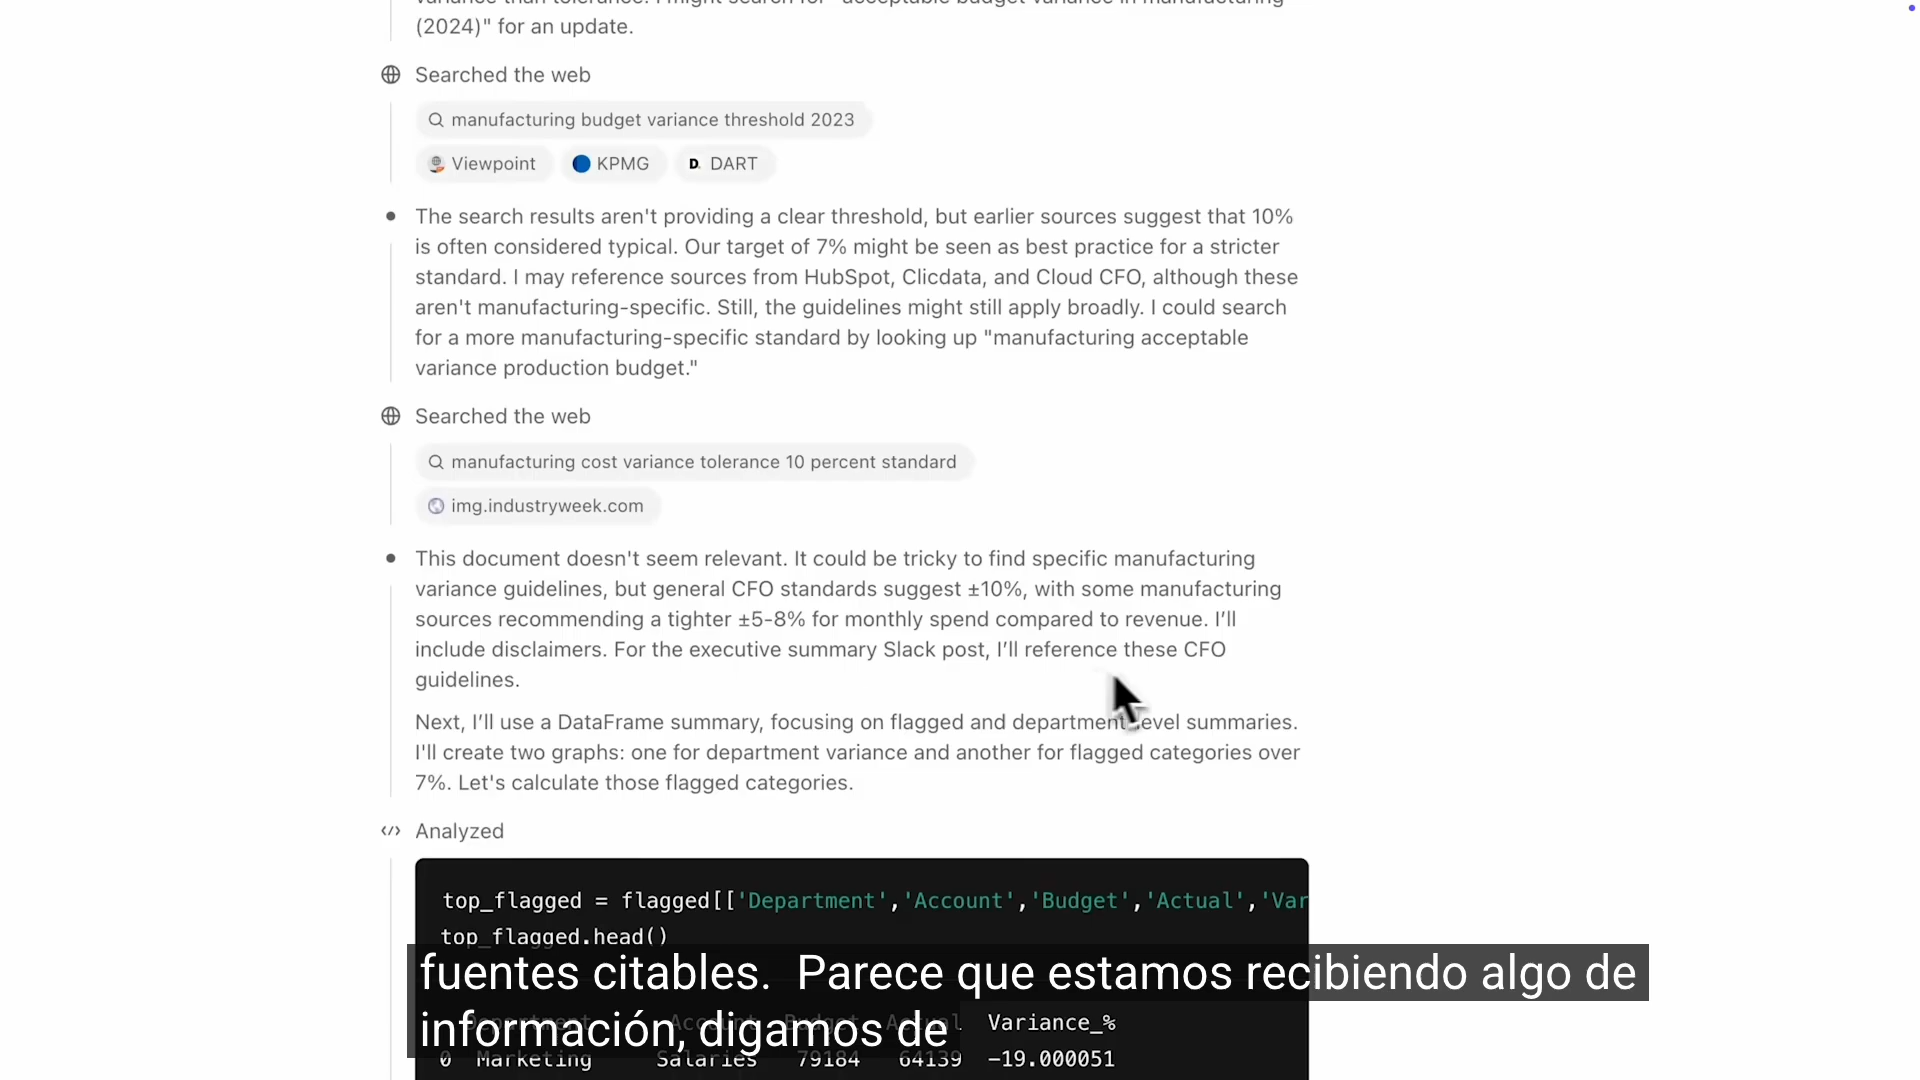 (2024)" for an update.
Searched the web
manufacturing budget variance threshold 2023
Viewpoint KPMG D. DART
The search results aren't providing a clear threshold, but earlier sources suggest that 10%
is often considered typical. Our target of 7% might be seen as best practice for a stricter
standard. I may reference sources from HubSpot, Clicdata, and Cloud CFO, although these
aren't manufacturing-specific. Still, the guidelines might still apply broadly. I could search
for a more manufacturing-specific standard by looking up "manufacturing acceptable
variance production budget."
Searched the web
manufacturing cost variance tolerance 10 percent standard
img.industryweek.com
This document doesn't seem relevant. It could be tricky to find specific manufacturing
variance guidelines, but general CFO standards suggest ±10%, with some manufacturing
sources recommending a tighter ±5-8% for monthly spend compared to revenue. I’ll
include disclaimers. For the executive summary Slack post, I’ll reference these CFO
guidelines.
Next, I’ll use a DataFrame summary, focusing on flagged and department-level summaries.
I'll create two graphs: one for department variance and another for flagged categories over
7%. Let's calculate those flagged categories.
</> Analyzed
top_flagged = flagged[['Department','Account','Budget','Actual','Var
top_flagged.head()
fuentes citables. Parece que estamos recibiendo algo de
información, digamos de
Department Account Budget Actual Variance_%
0 Marketing Salaries 79184 64139 -19.000051